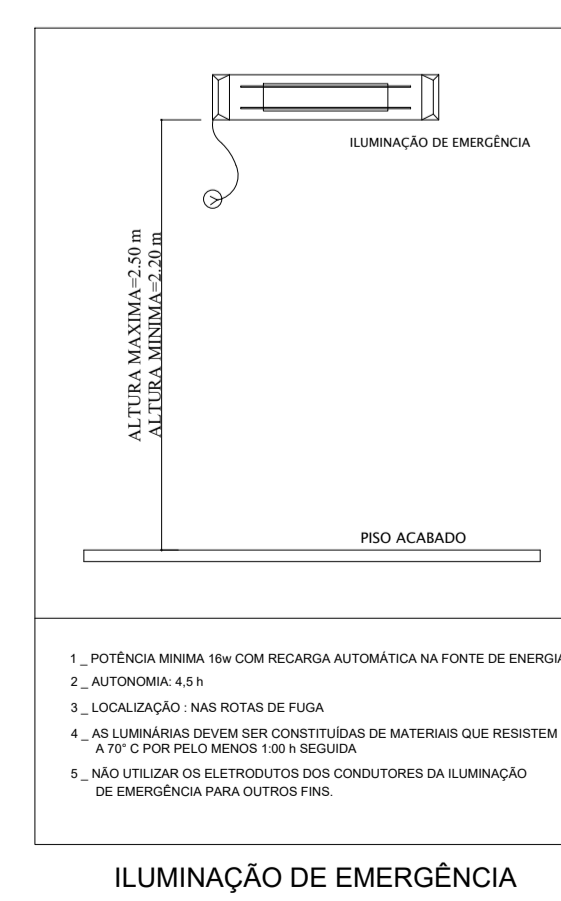 ILUMINAÇÃO DE EMERGÊNCIA
ALTURA MAXIMA=2.50 m
ALTURA MINIMA=2.20 m
PISO ACABADO
1 _ POTÊNCIA MINIMA 16w COM RECARGA AUTOMÁTICA NA FONTE DE ENERGIA
2 _ AUTONOMIA: 4,5 h
3 _ LOCALIZAÇÃO : NAS ROTAS DE FUGA
4 _ AS LUMINÁRIAS DEVEM SER CONSTITUÍDAS DE MATERIAIS QUE RESISTEM
A 70° C POR PELO MENOS 1:00 h SEGUIDA
5 _ NÃO UTILIZAR OS ELETRODUTOS DOS CONDUTORES DA ILUMINAÇÃO
DE EMERGÊNCIA PARA OUTROS FINS.
ILUMINAÇÃO DE EMERGÊNCIA